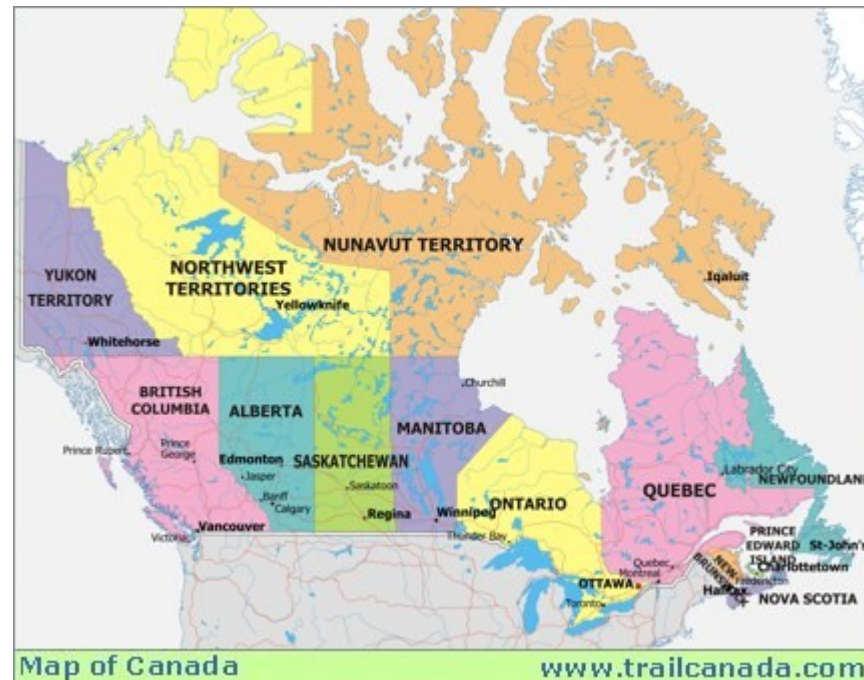 NUNAVUT TERRITORY
Iqaluit
NORTHWEST
TERRITORIES
Yellowknife
YUKON
TERRITORY
Whitehorse
BRITISH
COLUMBIA
Prince Rupert
Prince
George
Vancouver
Victoria
ALBERTA
Edmonton
Jasper
Banff
Calgary
SASKATCHEWAN
Saskatoon
Regina
MANITOBA
Churchill
Winnipeg
ONTARIO
Thunder Bay
OTTAWA
Toronto
QUEBEC
Quebec
Montreal
Labrador City
NEWFOUNDLAND
St-John's
PRINCE
EDWARD
ISLAND
Charlottetown
NEW
Halifax
NOVA SCOTIA
Map of Canada
www.trailcanada.com